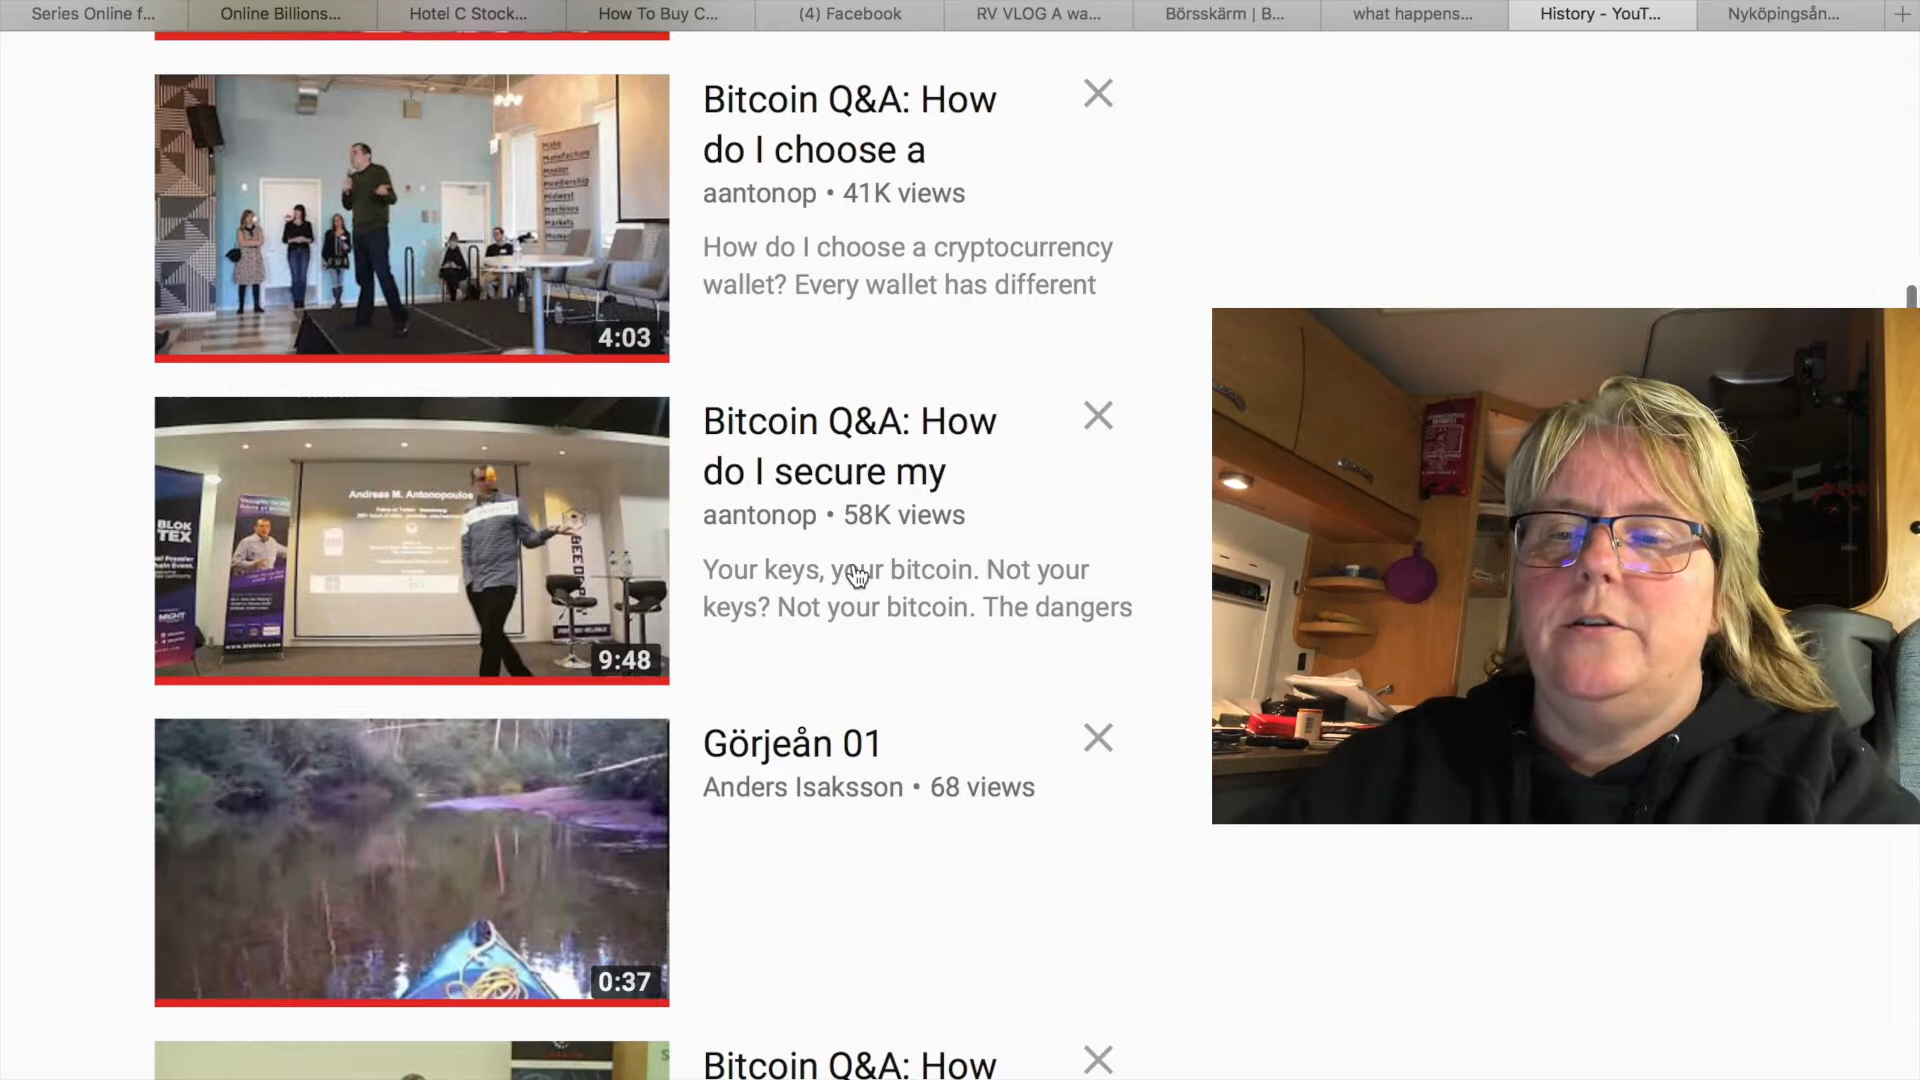 Series Online f...
Online Billions...
Hotel C Stock...
How To Buy C...
(4) Facebook
RV VLOG A wa...
Börsskärm | B...
what happens...
History - YouT...
Nyköpingsån...
Bitcoin Q&A: How
do I choose a
aantonop • 41K views
How do I choose a cryptocurrency
wallet? Every wallet has different
4:03
Bitcoin Q&A: How
do I secure my
aantonop • 58K views
Your keys, your bitcoin. Not your
keys? Not your bitcoin. The dangers
Andreas M. Antonopoulos
BLOK
TEX
9:48
Görjeån 01
Anders Isaksson • 68 views
0:37
Bitcoin Q&A: How